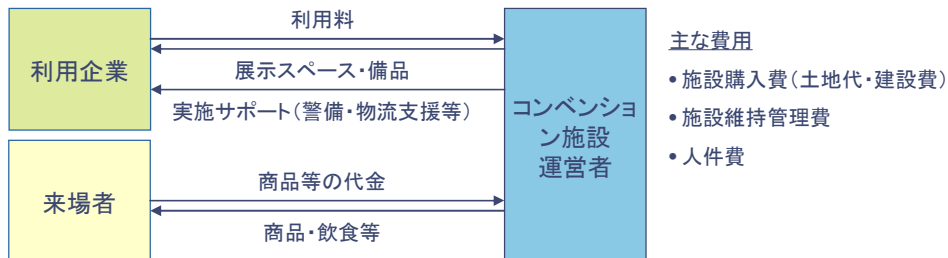 利用料
利用企業
展示スペース・備品
実施サポート(警備・物流支援等)
コンベンショ
ン施設
運営者
来場者
商品等の代金
商品・飲食等
主な費用
•施設購入費(土地代・建設費)
•施設維持管理費
•人件費